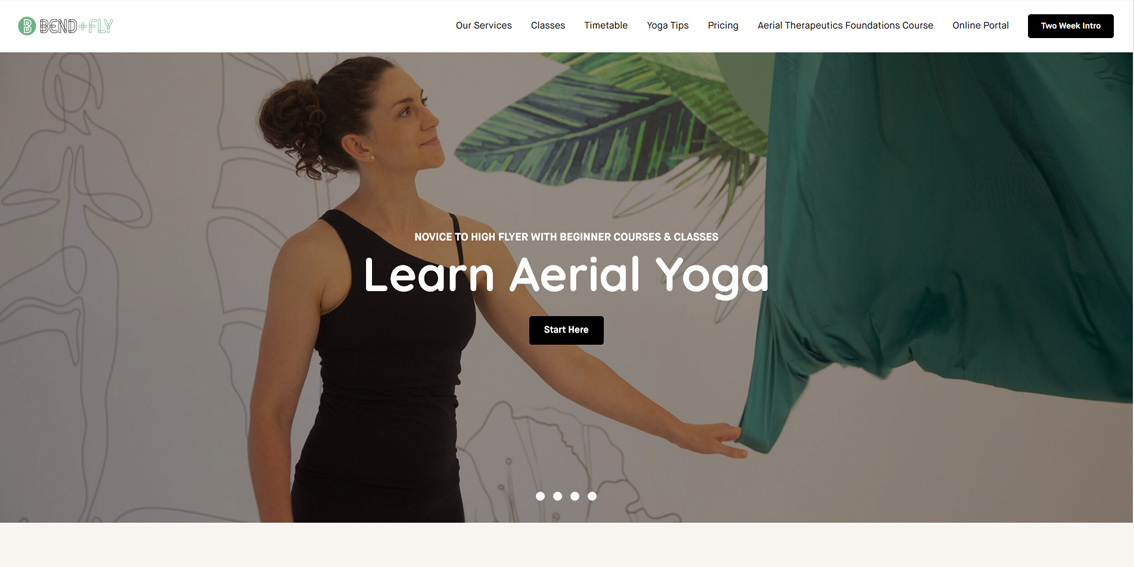 B BEND+FLY
Our Services Classes Timetable Yoga Tips Pricing Aerial Therapeutics Foundations Course Online Portal Two Week Intro
NOVICE TO HIGH FLYER WITH BEGINNER COURSES & CLASSES
Learn Aerial Yoga
Start Here